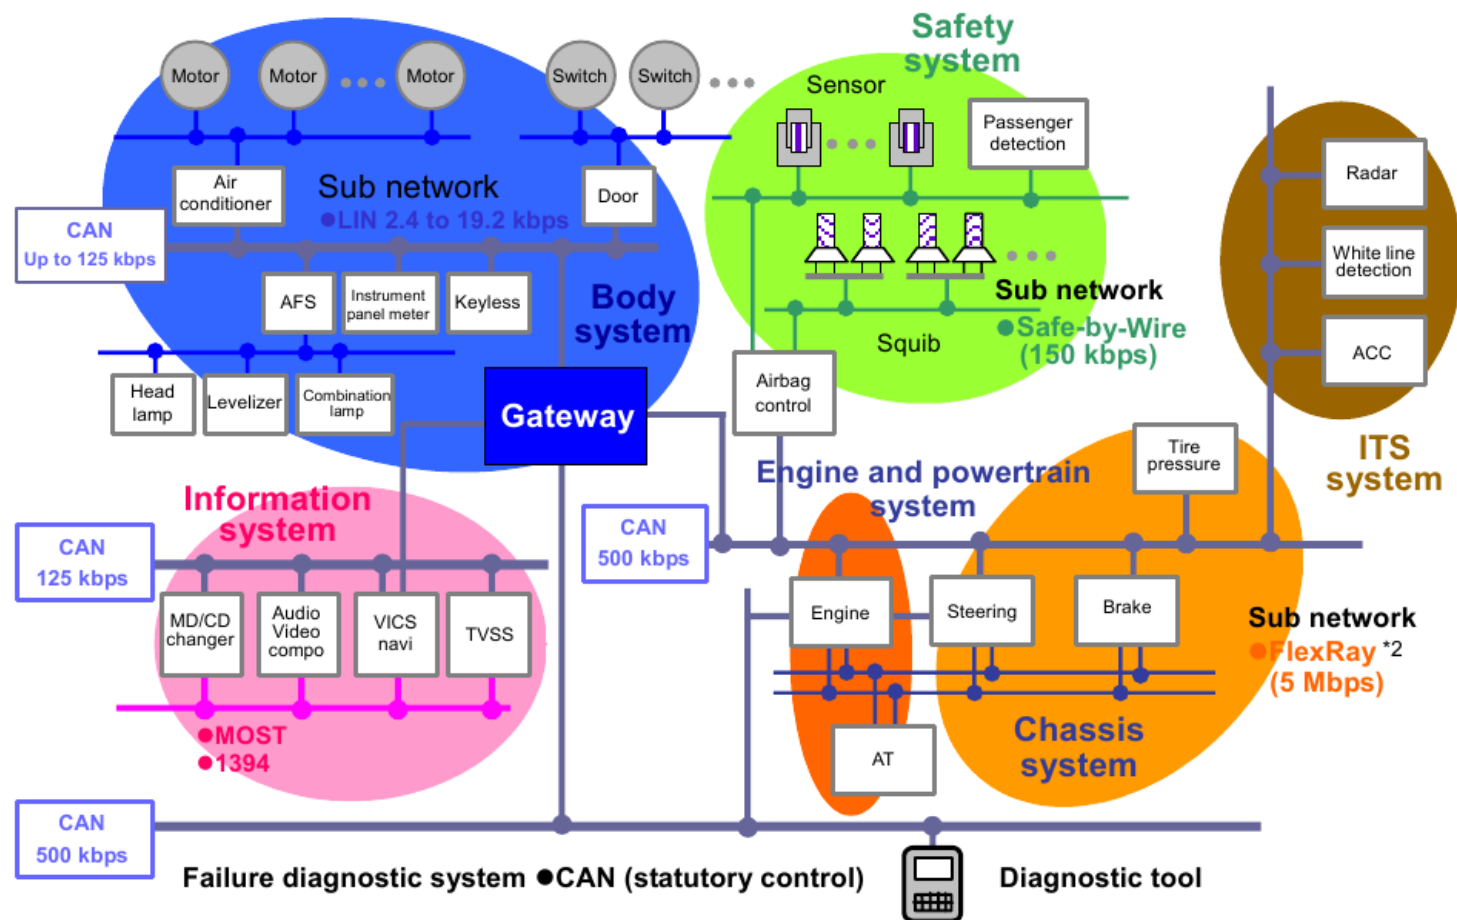 Motor
Motor
Motor
Switch
Switch
Safety
system
Sensor
Passenger
detection
Air
conditioner
Sub network
●LIN 2.4 to 19.2 kbps
Door
CAN
Up to 125 kbps
AFS
Instrument
panel meter
Keyless
Body
system
Head
lamp
Levelizer
Combination
lamp
Gateway
Squib
Sub network
●Safe-by-Wire
(150 kbps)
Airbag
control
Radar
White line
detection
ACC
ITS
system
Tire
pressure
Engine and powertrain
system
Information
system
CAN
125 kbps
CAN
500 kbps
MD/CD
changer
Audio
Video
compo
VICS
navi
TVSS
●MOST
●1394
Engine
Steering
Brake
AT
Sub network
●FlexRay *2
(5 Mbps)
Chassis
system
CAN
500 kbps
Failure diagnostic system ●CAN (statutory control)
Diagnostic tool